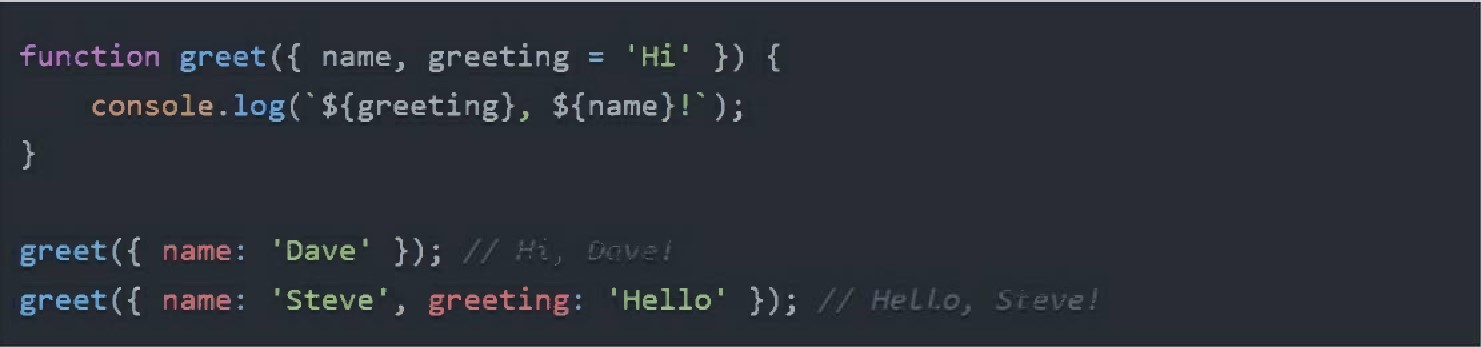 function greet({ name, greeting = 'Hi' }) {
    console.log(`${greeting}, ${name}!`);
}

greet({ name: 'Dave' }); // Hi, Dave!
greet({ name: 'Steve', greeting: 'Hello' }); // Hello, Steve!